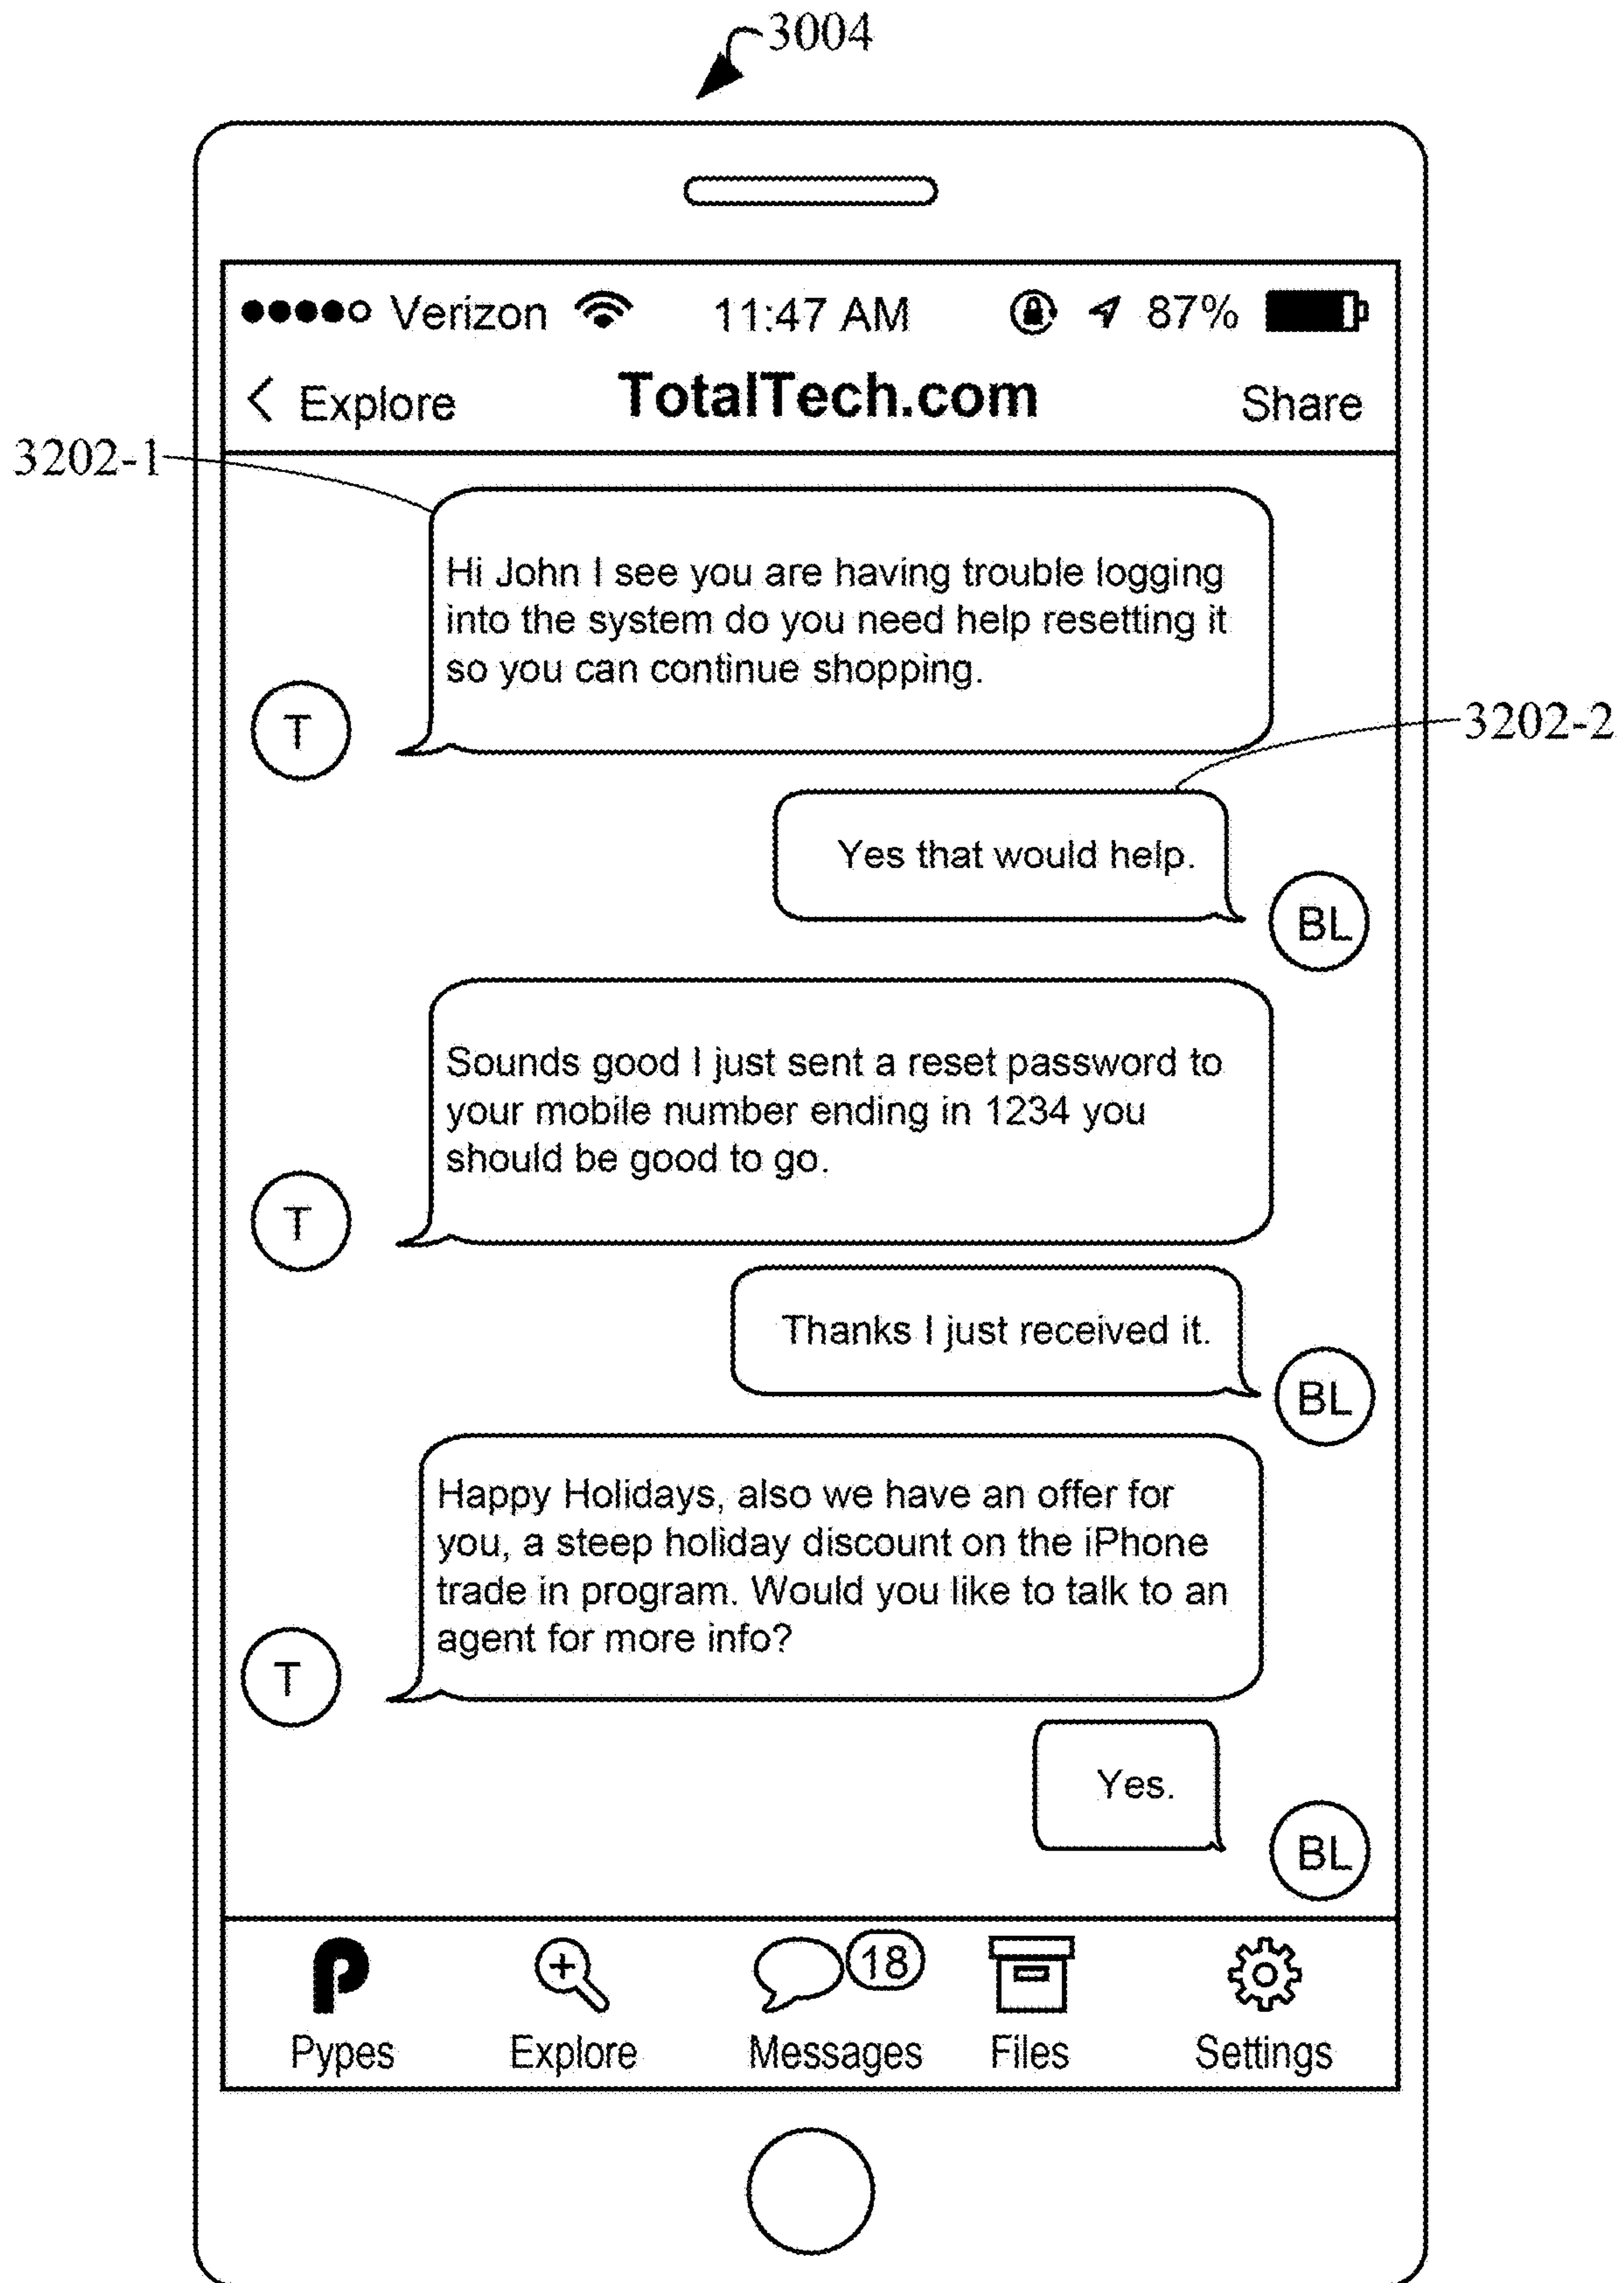 3004
Verizon 11:47 AM 87%
< Explore TotalTech.com Share
3202-1
Hi John I see you are having trouble logging
into the system do you need help resetting it
so you can continue shopping.
T
3202-2
Yes that would help.
BL
Sounds good I just sent a reset password to
your mobile number ending in 1234 you
should be good to go.
T
Thanks I just received it.
BL
Happy Holidays, also we have an offer for
you, a steep holiday discount on the iPhone
trade in program. Would you like to talk to an
agent for more info?
T
Yes.
BL
P 18
Pypes Explore Messages Files Settings